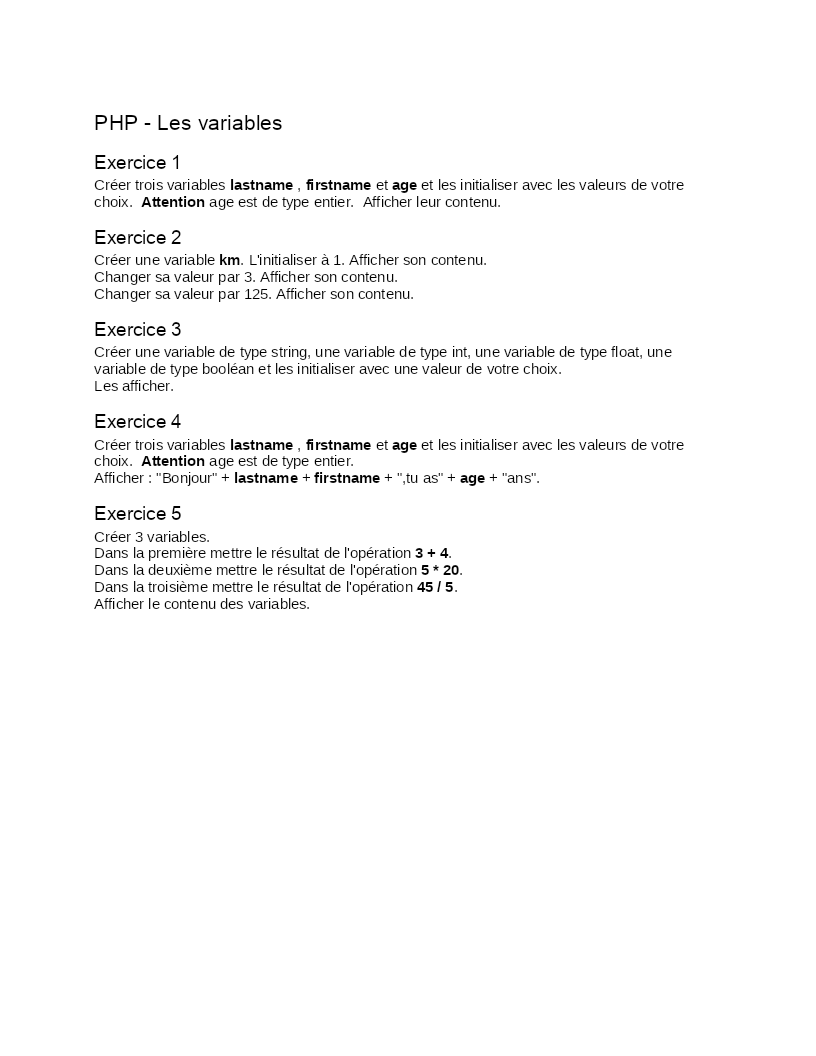 PHP - Les variables
Exercice 1
Créer trois variables lastname , firstname et age et les initialiser avec les valeurs de votre
choix.  Attention age est de type entier.  Afficher leur contenu.
Exercice 2
Créer une variable km. L'initialiser à 1. Afficher son contenu.
Changer sa valeur par 3. Afficher son contenu.
Changer sa valeur par 125. Afficher son contenu.
Exercice 3
Créer une variable de type string, une variable de type int, une variable de type float, une
variable de type booléan et les initialiser avec une valeur de votre choix.
Les afficher.
Exercice 4
Créer trois variables lastname , firstname et age et les initialiser avec les valeurs de votre
choix.  Attention age est de type entier.
Afficher : "Bonjour" + lastname + firstname + ",tu as" + age + "ans".
Exercice 5
Créer 3 variables.
Dans la première mettre le résultat de l'opération 3 + 4.
Dans la deuxième mettre le résultat de l'opération 5 * 20.
Dans la troisième mettre le résultat de l'opération 45 / 5.
Afficher le contenu des variables.